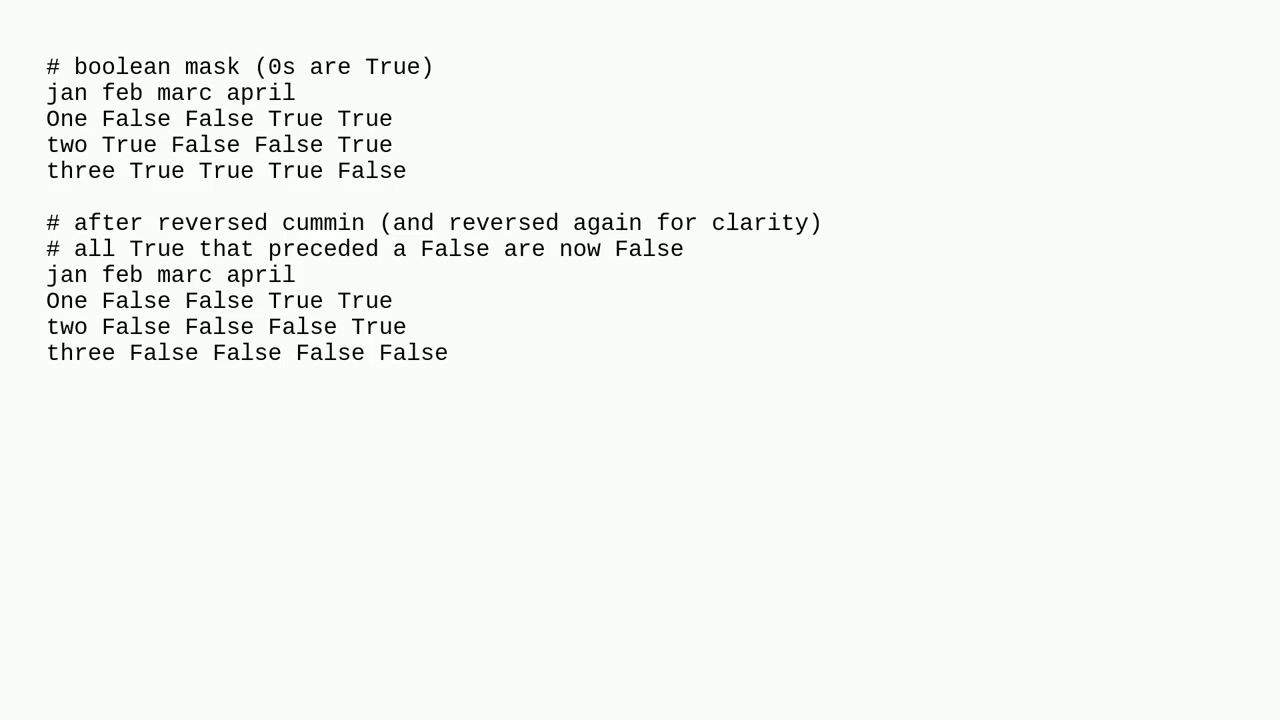 # boolean mask (0s are True)
jan feb marc april
One False False True True
two True False False True
three True True True False
# after reversed cummin (and reversed again for clarity)
# all True that preceded a False are now False
jan feb marc april
One False False True True
two False False False True
three False False False False